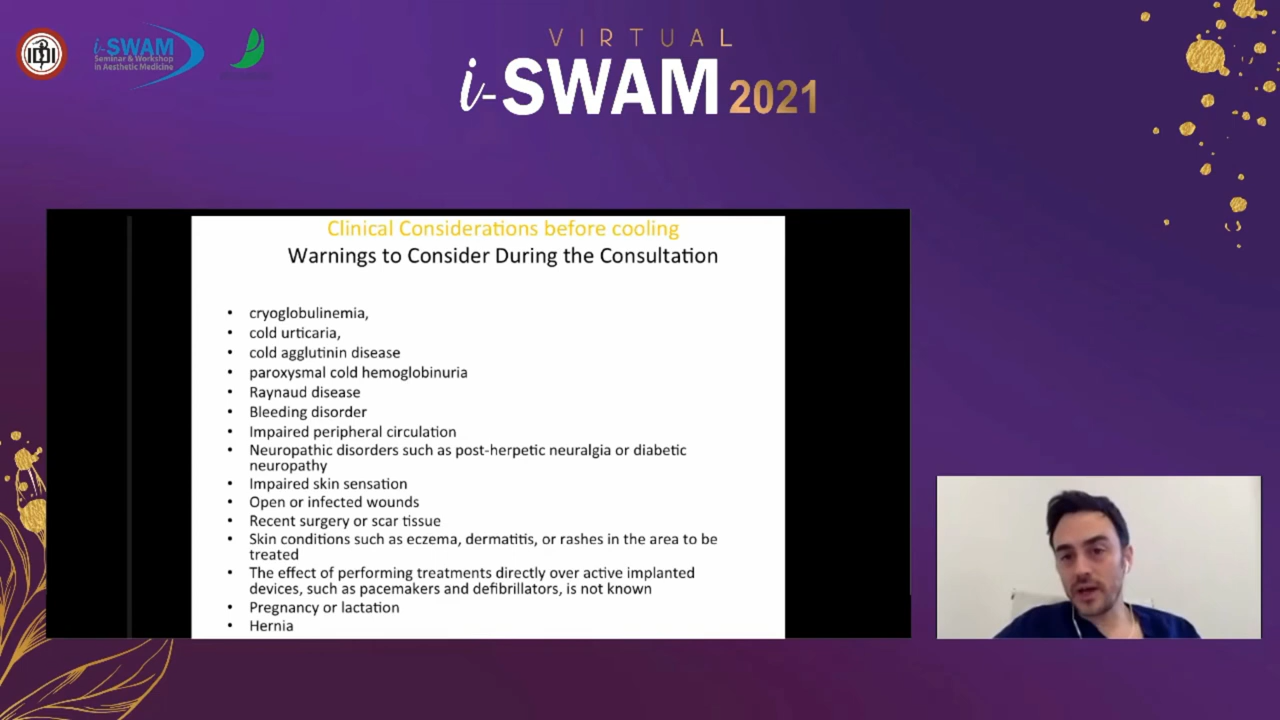 i-SWAM
Seminar & Workshop
in Aesthetic Medicine
VIRTUAL
i-SWAM 2021
Clinical Considerations before cooling
Warnings to Consider During the Consultation
• cryoglobulinemia,
• cold urticaria,
• cold agglutinin disease
• paroxysmal cold hemoglobinuria
• Raynaud disease
• Bleeding disorder
• Impaired peripheral circulation
• Neuropathic disorders such as post-herpetic neuralgia or diabetic
neuropathy
• Impaired skin sensation
• Open or infected wounds
• Recent surgery or scar tissue
• Skin conditions such as eczema, dermatitis, or rashes in the area to be
treated
• The effect of performing treatments directly over active implanted
devices, such as pacemakers and defibrillators, is not known
• Pregnancy or lactation
• Hernia